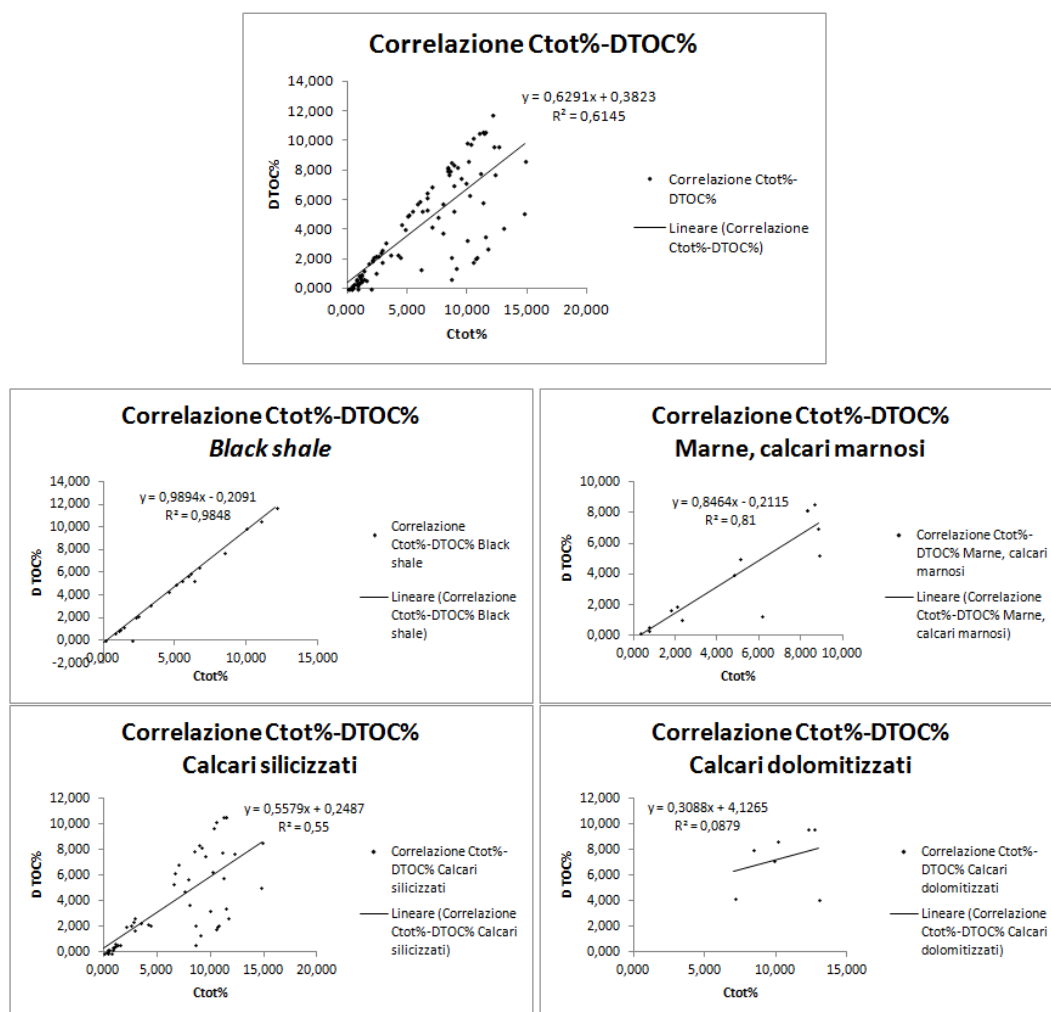 Correlazione Ctot%-DTOC%
14,000
12,000
10,000
8,000
6,000
4,000
2,000
0,000
DTOC%
y = 0,6291x + 0,3823
R² = 0,6145
Correlazione Ctot%-
DTOC%
Lineare (Correlazione
Ctot%-DTOC%)
0,000 5,000 10,000 15,000 20,000
Ctot%
Correlazione Ctot%-DTOC%
Black shale
14,000
12,000
10,000
8,000
6,000
4,000
2,000
0,000
-2,000
DTOC%
y = 0,9894x - 0,2091
R² = 0,9848
Correlazione
Ctot%-DTOC% Black
shale
Lineare (Correlazione
Ctot%-DTOC% Black
shale)
0,000 5,000 10,000 15,000
Ctot%
Correlazione Ctot%-DTOC%
Marne, calcari marnosi
10,000
8,000
6,000
4,000
2,000
0,000
DTOC%
y = 0,8464x - 0,2115
R² = 0,81
Correlazione Ctot%-
DTOC% Marne, calcari
marnosi
Lineare (Correlazione
Ctot%-DTOC% Marne,
calcari marnosi)
0,000 2,000 4,000 6,000 8,000 10,000
Ctot%
Correlazione Ctot%-DTOC%
Calcari silicizzati
12,000
10,000
8,000
6,000
4,000
2,000
0,000
DTOC%
y = 0,5579x + 0,2487
R² = 0,55
Correlazione Ctot%-
DTOC% Calcari
silicizzati
Lineare (Correlazione
Ctot%-DTOC% Calcari
silicizzati)
0,000 5,000 10,000 15,000 20,000
Ctot%
Correlazione Ctot%-DTOC%
Calcari dolomitizzati
12,000
10,000
8,000
6,000
4,000
2,000
0,000
DTOC%
y = 0,3088x + 4,1265
R² = 0,0879
Correlazione Ctot%-
DTOC% Calcari
dolomitizzati
Lineare (Correlazione
Ctot%-DTOC% Calcari
dolomitizzati)
0,000 5,000 10,000 15,000
Ctot%